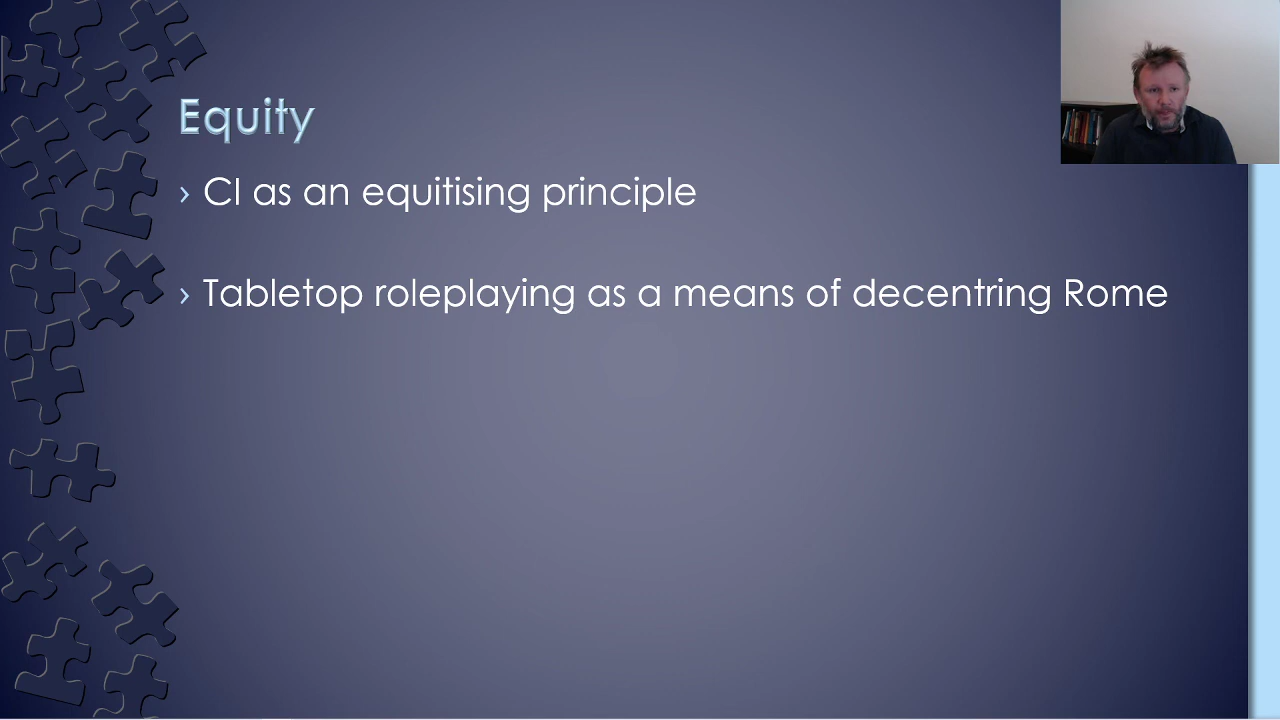 Equity
› CI as an equitising principle
› Tabletop roleplaying as a means of decentring Rome